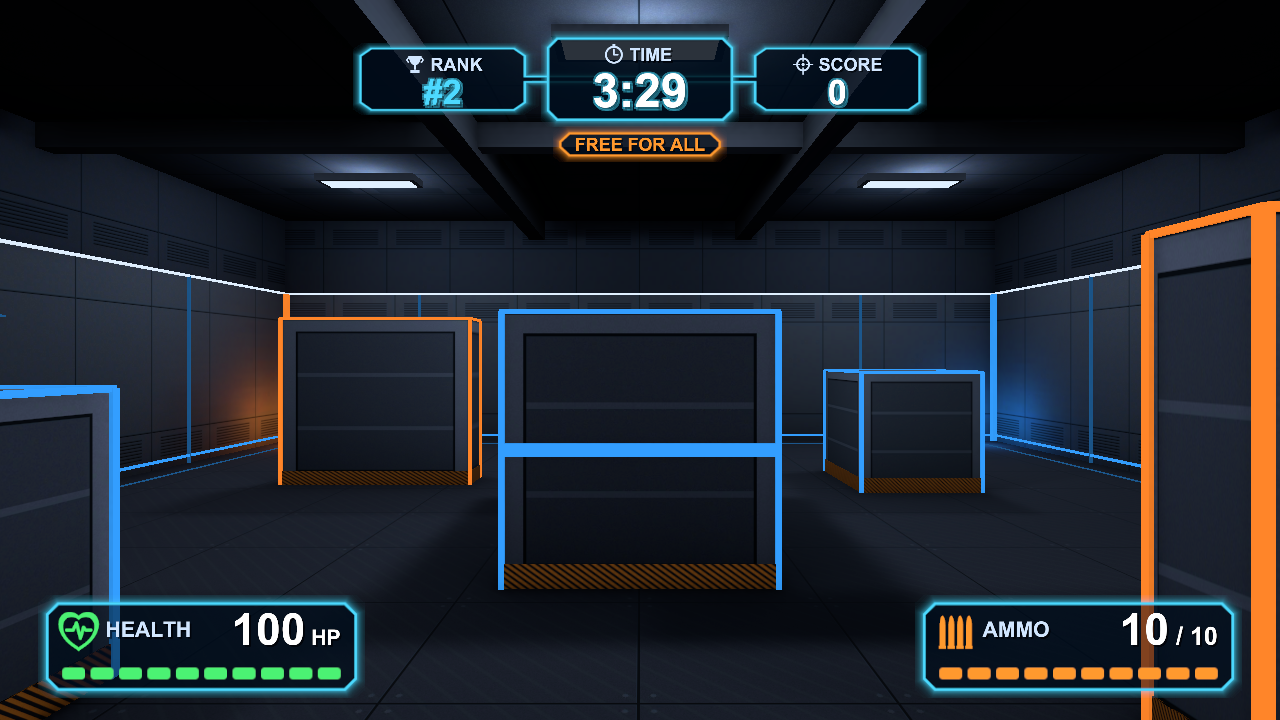 RANK
#2
TIME
3:29
SCORE
0
FREE FOR ALL
HEALTH
100 HP
AMMO
10 / 10